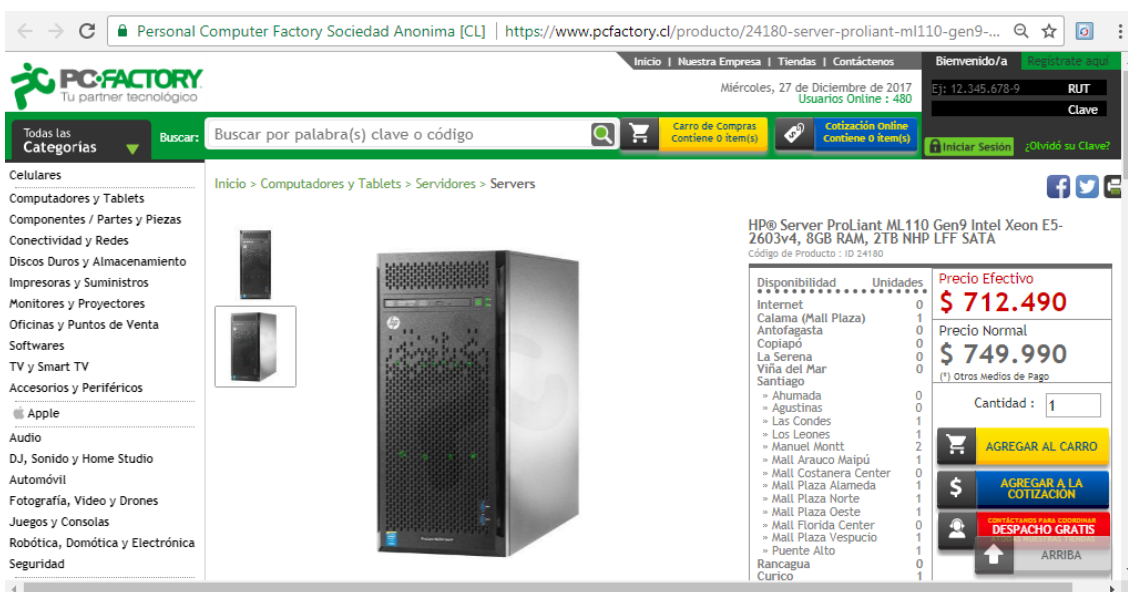 Personal Computer Factory Sociedad Anonima [CL] | https://www.pcfactory.cl/producto/24180-server-proliant-ml110-gen9-...
PC·FACTORY.
Tu partner tecnológico
Inicio | Nuestra Empresa | Tiendas | Contáctenos
Bienvenido/a
Registrate aquí
Miércoles, 27 de Diciembre de 2017
Usuarios Online : 480
Ej: 12.345.678-9 RUT
Clave
Iniciar Sesión
¿Olvidó su Clave?
Todas las
Categorías
Buscar:
Buscar por palabra(s) clave o código
Carro de Compras
Contiene 0 item(s)
Cotización Online
Contiene 0 item(s)
Celulares
Computadores y Tablets
Componentes / Partes y Piezas
Conectividad y Redes
Discos Duros y Almacenamiento
Impresoras y Suministros
Monitores y Proyectores
Oficinas y Puntos de Venta
Softwares
TV y Smart TV
Accesorios y Periféricos
Apple
Audio
DJ, Sonido y Home Studio
Automóvil
Fotografía, Video y Drones
Juegos y Consolas
Robótica, Domótica y Electrónica
Seguridad
Inicio > Computadores y Tablets > Servidores > Servers
HP® Server ProLiant ML110 Gen9 Intel Xeon E5-
2603v4, 8GB RAM, 2TB NHP LFF SATA
Código de Producto : ID 24180
Disponibilidad Unidades
Internet 0
Calama (Mall Plaza) 1
Antofagasta 0
Copiapó 0
La Serena 0
Viña del Mar 0
Santiago
» Ahumada 0
» Agustinas 0
» Las Condes 1
» Los Leones 1
» Manuel Montt 2
» Mall Arauco Maipú 1
» Mall Costanera Center 0
» Mall Plaza Alameda 1
» Mall Plaza Norte 1
» Mall Plaza Oeste 1
» Mall Florida Center 0
» Mall Plaza Vespucio 1
» Puente Alto 1
Rancagua 0
Curico 1
Precio Efectivo
$ 712.490
Precio Normal
$ 749.990
(*) Otros Medios de Pago
Cantidad : 1
AGREGAR AL CARRO
AGREGAR A LA
COTIZACIÓN
CONTÁCTANOS PARA COORDINAR
DESPACHO GRATIS
ARRIBA